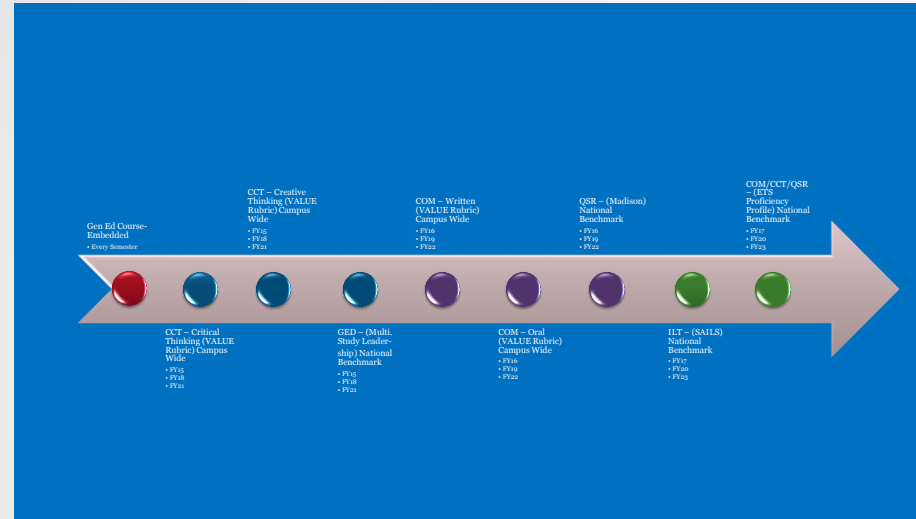 Gen Ed Course-
Embedded
• Every Semester
CCT – Critical
Thinking (VALUE
Rubric) Campus
Wide
• FY15
• FY18
• FY21
CCT – Creative
Thinking (VALUE
Rubric) Campus
Wide
• FY15
• FY18
• FY21
GED – (Multi.
Study Leader-
ship) National
Benchmark
• FY15
• FY18
• FY21
COM – Written
(VALUE Rubric)
Campus Wide
• FY16
• FY19
• FY22
COM – Oral
(VALUE Rubric)
Campus Wide
• FY16
• FY19
• FY22
QSR – (Madison)
National
Benchmark
• FY16
• FY19
• FY22
ILT – (SAILS)
National
Benchmark
• FY17
• FY20
• FY23
COM/CCT/QSR
– (ETS
Proficiency
Profile) National
Benchmark
• FY17
• FY20
• FY23